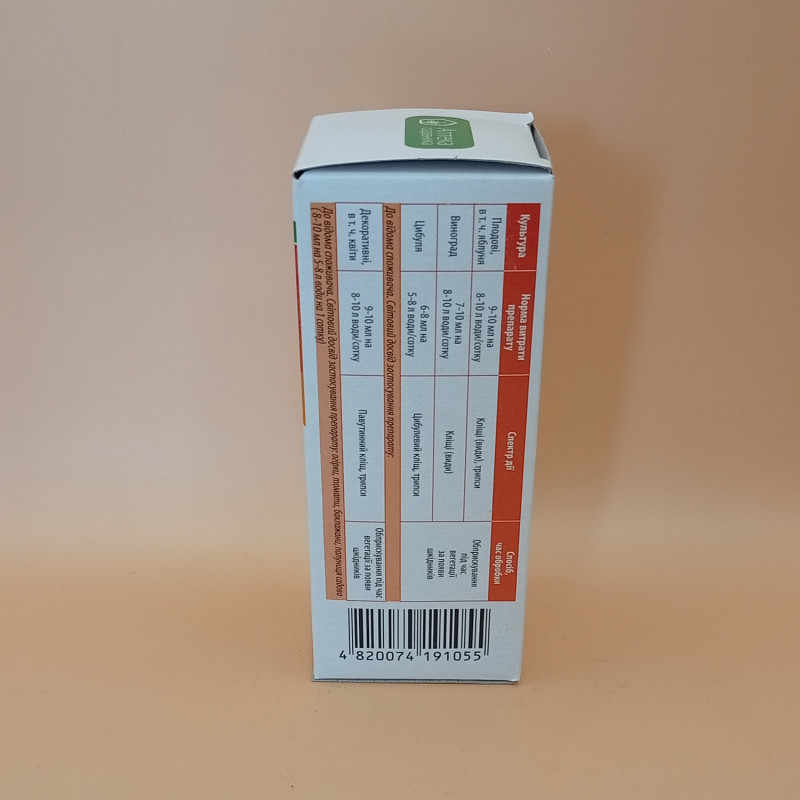 Аптека
садівника
Культура
Норма витрати
препарату
Спектр дії
Спосіб,
час обробки
Плодові,
в т. ч. яблуня
9-10 мл на
8-10 л води/сотку
Кліщі (види), трипси
Обприскування
під час
вегетації
за появи
шкідників
Виноград
7-10 мл на
8-10 л води/сотку
Кліщі (види)
Цибуля
6-8 мл на
5-8 л води/сотку
Цибулевий кліщ, трипси
До відома споживача. Світовий досвід застосування препарату:
Декоративні,
в т. ч. квіти
9-10 мл на
8-10 л води/сотку
Павутинний кліщ, трипси
Обприскування під час
вегетації за появи
шкідників
До відома споживача. Світовий досвід застосування препарату: огірки, томати, баклажани, полуниця садова
( 8-10 мл на 5-8 л води на 1 сотку)
4 820074 191055